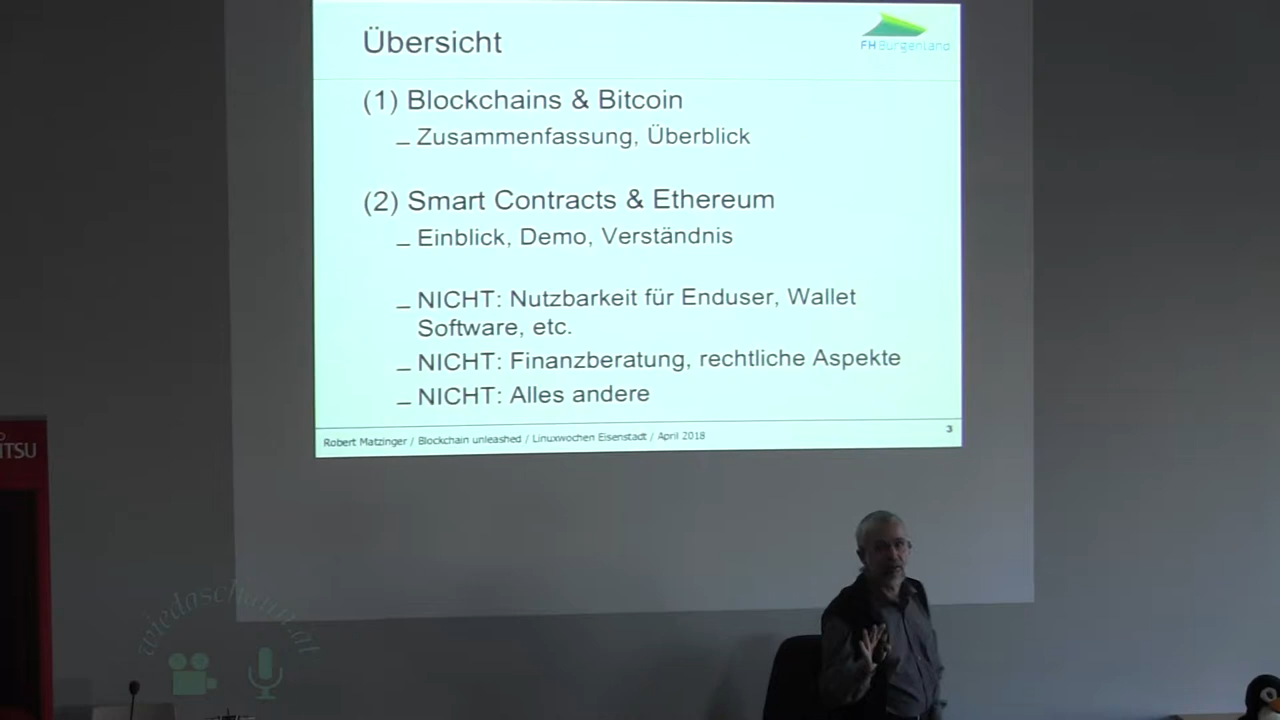 Übersicht
FH Burgenland
(1) Blockchains & Bitcoin
– Zusammenfassung, Überblick
(2) Smart Contracts & Ethereum
– Einblick, Demo, Verständnis
– NICHT: Nutzbarkeit für Enduser, Wallet
Software, etc.
– NICHT: Finanzberatung, rechtliche Aspekte
– NICHT: Alles andere
Robert Matzinger / Blockchain unleashed / Linuxwochen Eisenstadt / April 2018
3
ITSU